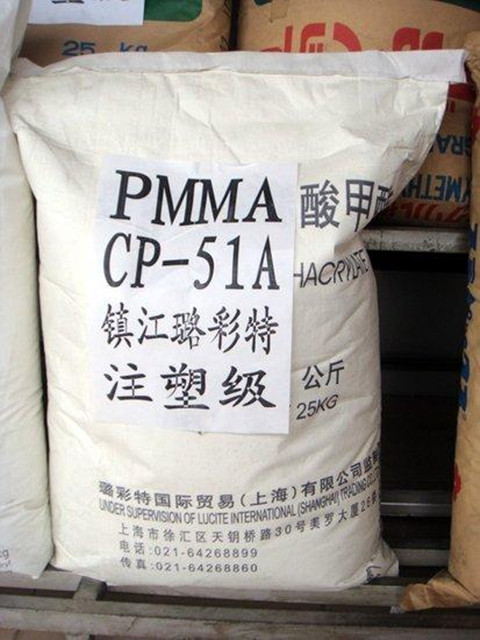 25 kg
PMMA
CP-51A
镇江璐彩特
注塑级
酸甲
HACRYLATE
公斤
25KG
璐彩特国际贸易(上海)有限公司监制
UNDER SUPERVISION OF LUCITE INTERNATIONAL (SHANGHAI) TRADING CO
上海市徐汇区天钥桥路30号美罗大厦26
电话:021-64268899
传真:021-64268860